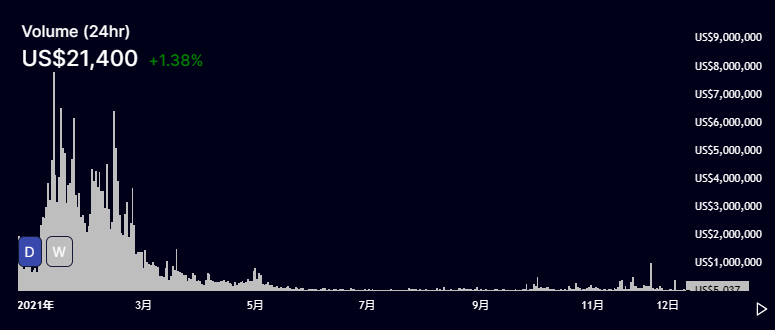 Volume (24hr)
US$21,400 +1.38%
US$9,000,000
US$8,000,000
US$7,000,000
US$6,000,000
US$5,000,000
US$4,000,000
US$3,000,000
US$2,000,000
US$1,000,000
US$5,037
D W
2021年 3月 5月 7月 9月 11月 12日